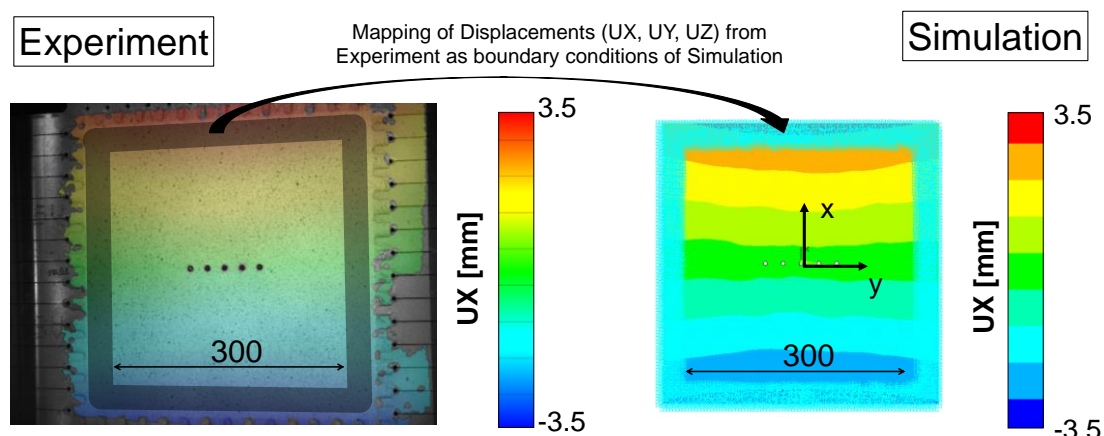 Experiment
Mapping of Displacements (UX, UY, UZ) from
Experiment as boundary conditions of Simulation
Simulation
3.5
UX [mm]
-3.5
300
x
y
300
3.5
UX [mm]
-3.5